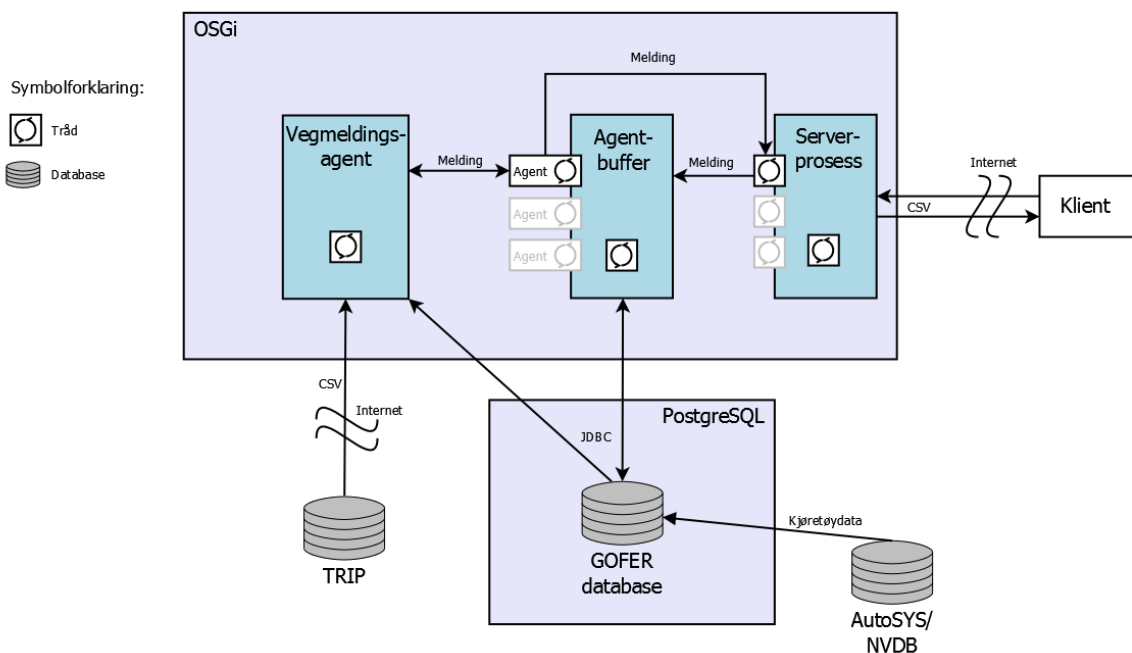 OSGi
Symbolforklaring:
Tråd
Database
Vegmeldings-
agent
Melding
Melding
Agent
Agent
Agent
Agent-
buffer
Melding
Server-
prosess
Internet
CSV
Klient
CSV
Internet
TRIP
PostgreSQL
JDBC
GOFER
database
Kjøretøydata
AutoSYS/
NVDB